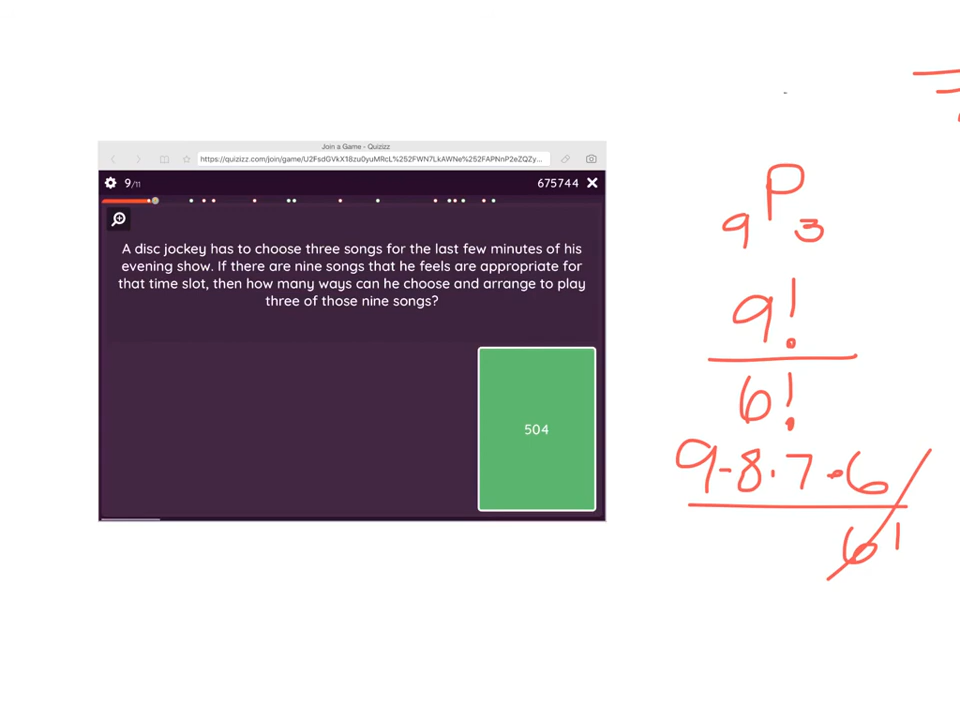 Join a Game - Quizizz
https://quizizz.com/join/game/U2FsdGVkX18zu0yuMRcL%252FWN7LkAWNe%252FAPNnP2eZQZY...
9/11
675744
A disc jockey has to choose three songs for the last few minutes of his
evening show. If there are nine songs that he feels are appropriate for
that time slot, then how many ways can he choose and arrange to play
three of those nine songs?
504
9P3
9!
6!
9·8·7·6
6!